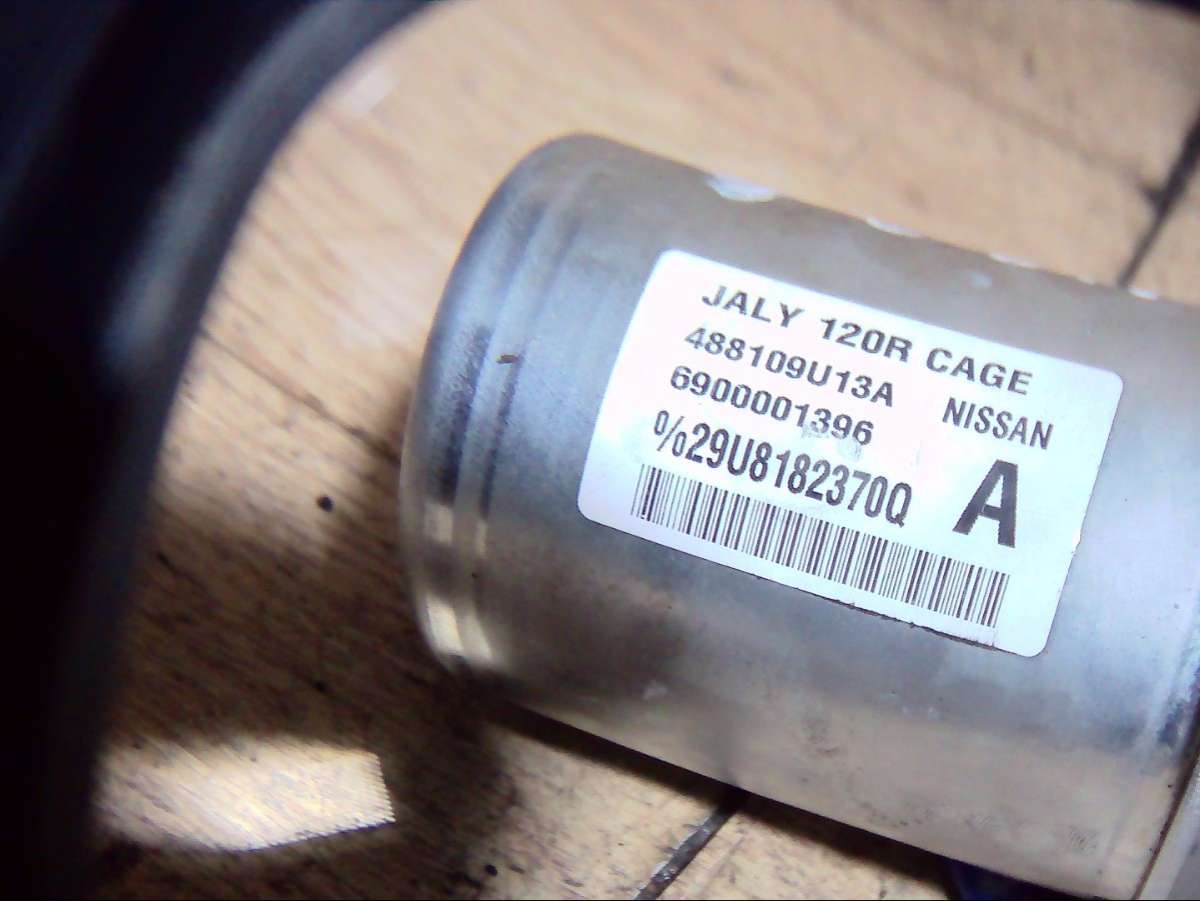 JALY 120R CAGE
488109U13A NISSAN
6900001396
%29U8182370Q A